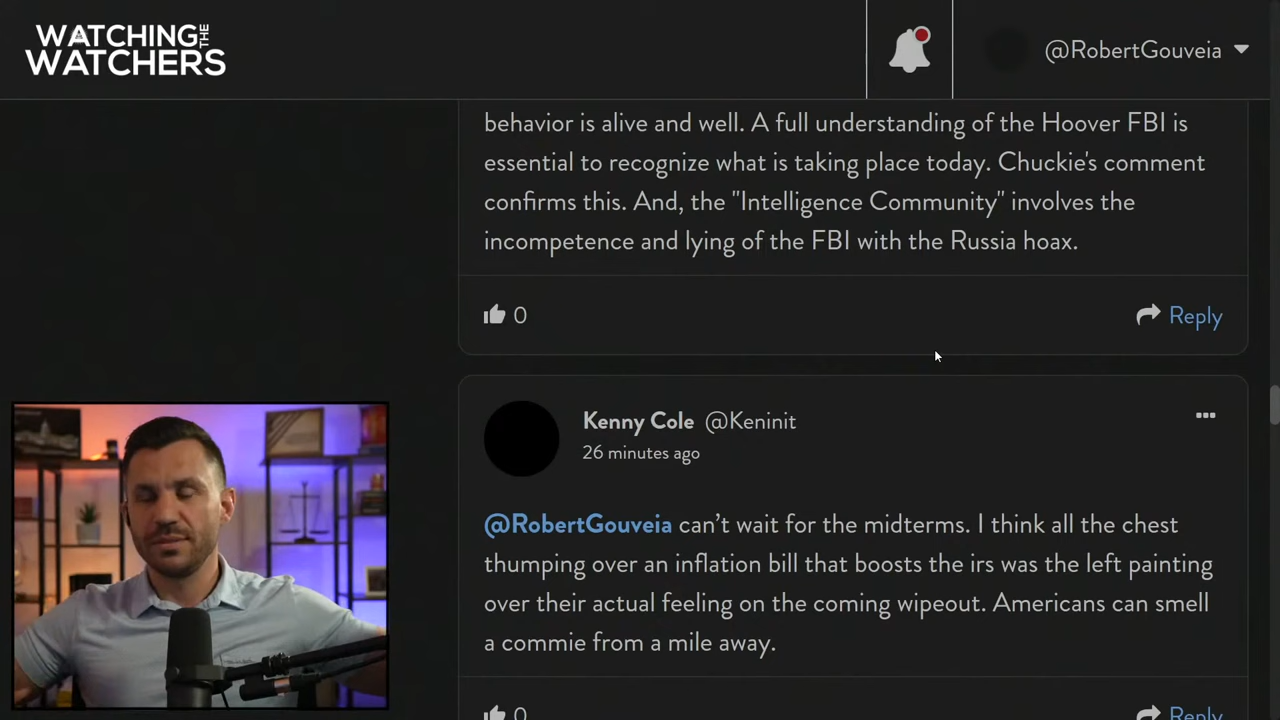 WATCHING THE
WATCHERS
@RobertGouveia
behavior is alive and well. A full understanding of the Hoover FBI is
essential to recognize what is taking place today. Chuckie's comment
confirms this. And, the "Intelligence Community" involves the
incompetence and lying of the FBI with the Russia hoax.
0 Reply
Kenny Cole @Keninit
26 minutes ago
@RobertGouveia can’t wait for the midterms. I think all the chest
thumping over an inflation bill that boosts the irs was the left painting
over their actual feeling on the coming wipeout. Americans can smell
a commie from a mile away.
0 Reply